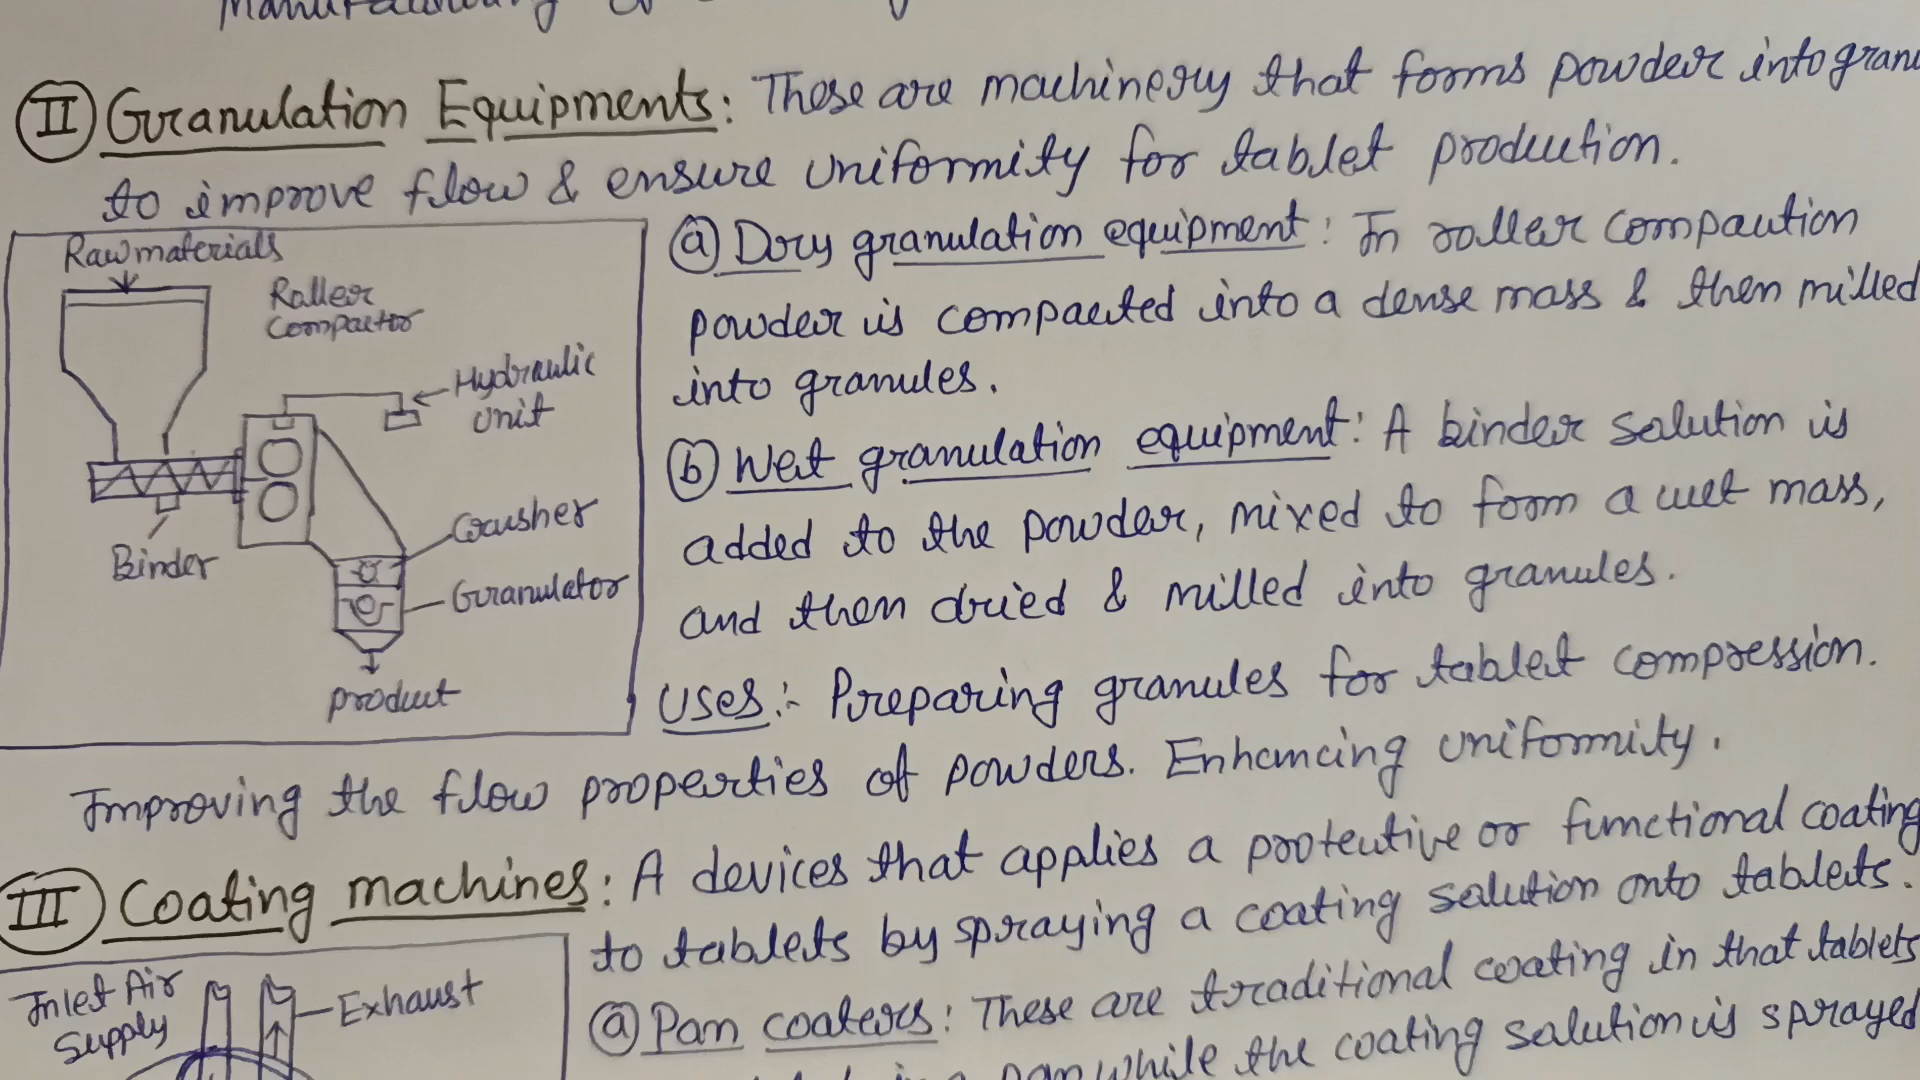 II Granulation Equipments: These are machinery that forms powder into granu
to improve flow & ensure uniformity for tablet production.
Raw materials
Roller
Compactor
Hydraulic
Unit
Binder
Crusher
Granulator
product
(a) Dry granulation equipment: In roller compaction
powder is compacted into a dense mass & then milled
into granules.
(b) Wet granulation equipment: A binder solution is
added to the powder, mixed to form a wet mass,
and then dried & milled into granules.
Uses:- Preparing granules for tablet compression.
Improving the flow properties of powders. Enhancing uniformity.
III Coating machines: A devices that applies a protective or functional coating
to tablets by spraying a coating solution onto tablets.
Inlet Air
Supply
Exhaust
(a) Pan coaters: These are traditional coating in that tablets
pan while the coating solution is sprayed